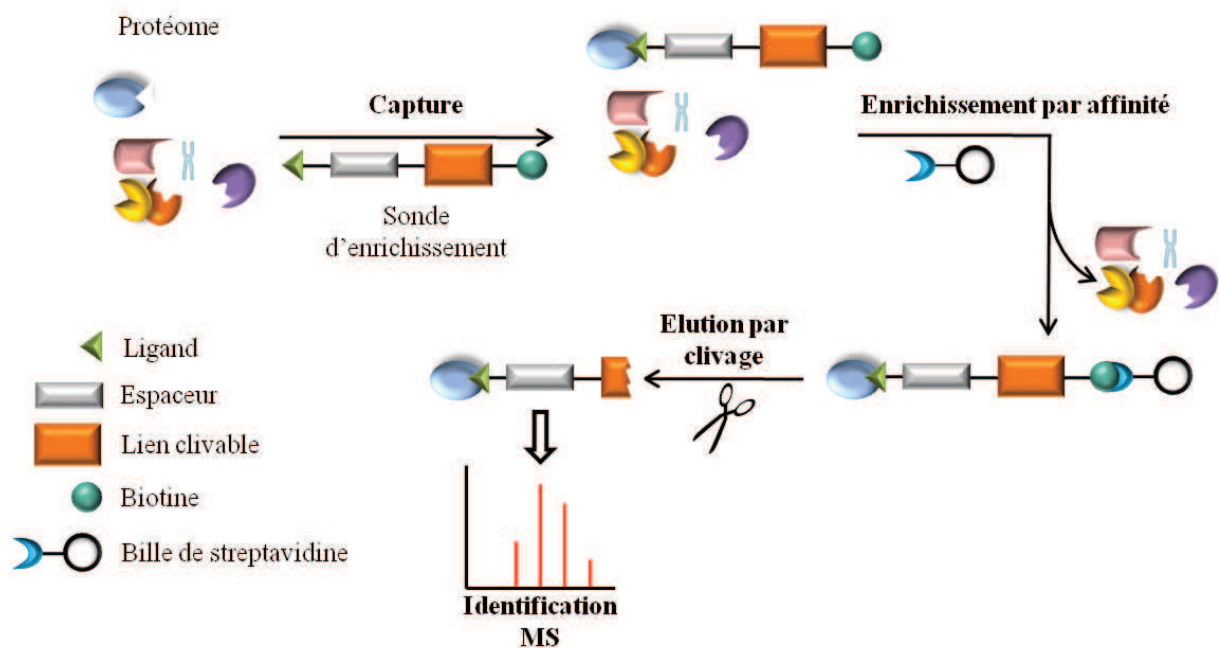 Protéome
Capture
Enrichissement par affinité
Sonde
d'enrichissement
Elution par
clivage
Ligand
Espaceur
Lien clivable
Biotine
Bille de streptavidine
Identification
MS